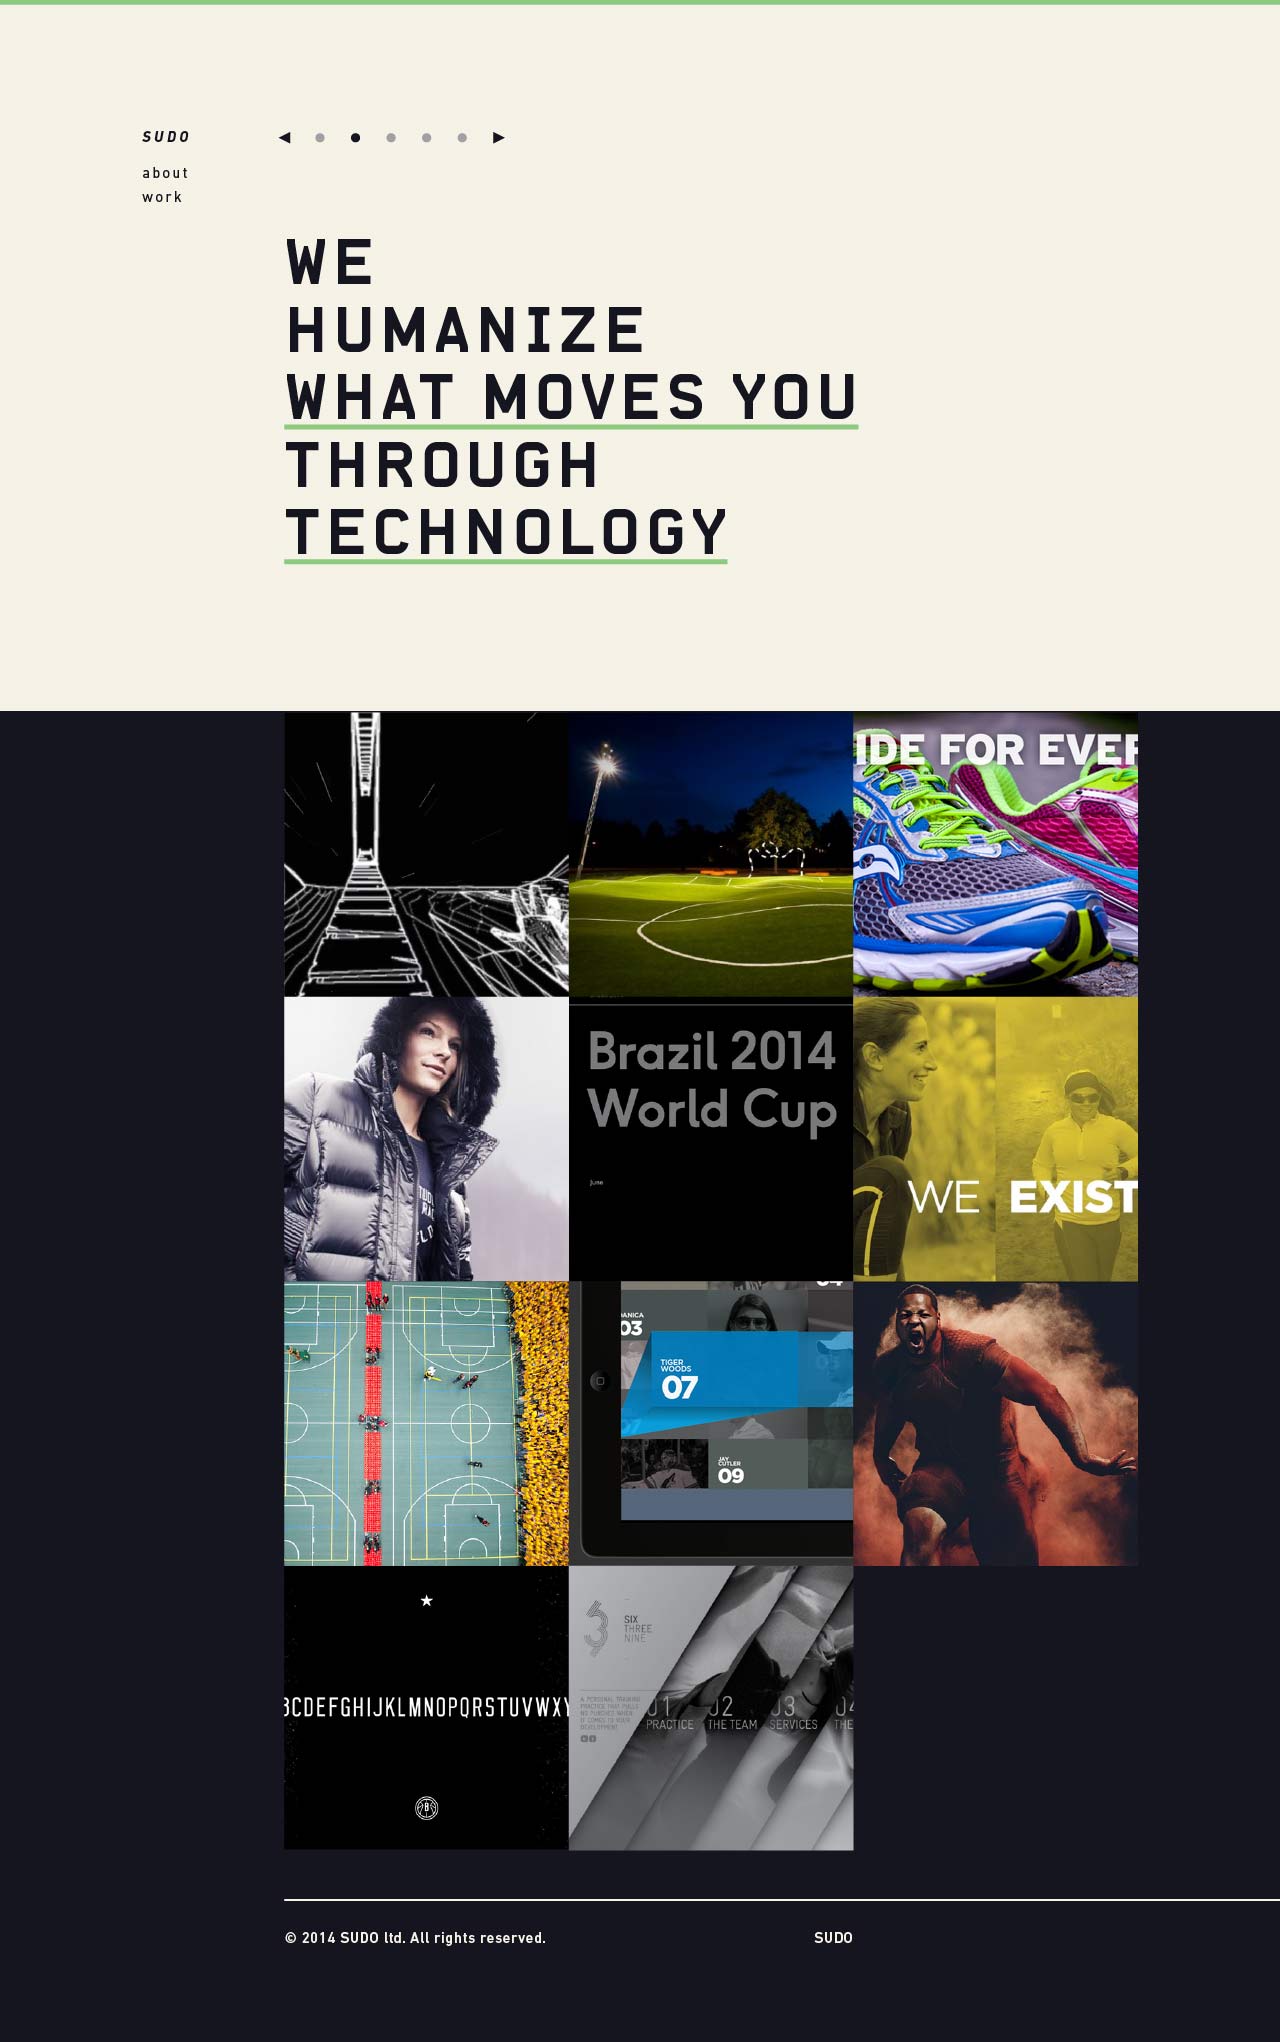 SUDO
about
work
WE
HUMANIZE
WHAT MOVES YOU
THROUGH
TECHNOLOGY
IDE FOR EVER
Brazil 2014
World Cup
June
WE EXIST
DANICA
03
TIGER
WOODS
07
03
JAY
CUTLER
09
04
BCDEFGHIJKLMNOPQRSTUVWXY
SIX
THREE
NINE
A PERSONAL TRAINING
PRACTICE THAT PULLS
NO PUNCHES WHEN
IT COMES TO YOUR
DEVELOPMENT
01
PRACTICE
02
THE TEAM
03
SERVICES
04
THE
© 2014 SUDO ltd. All rights reserved.
SUDO